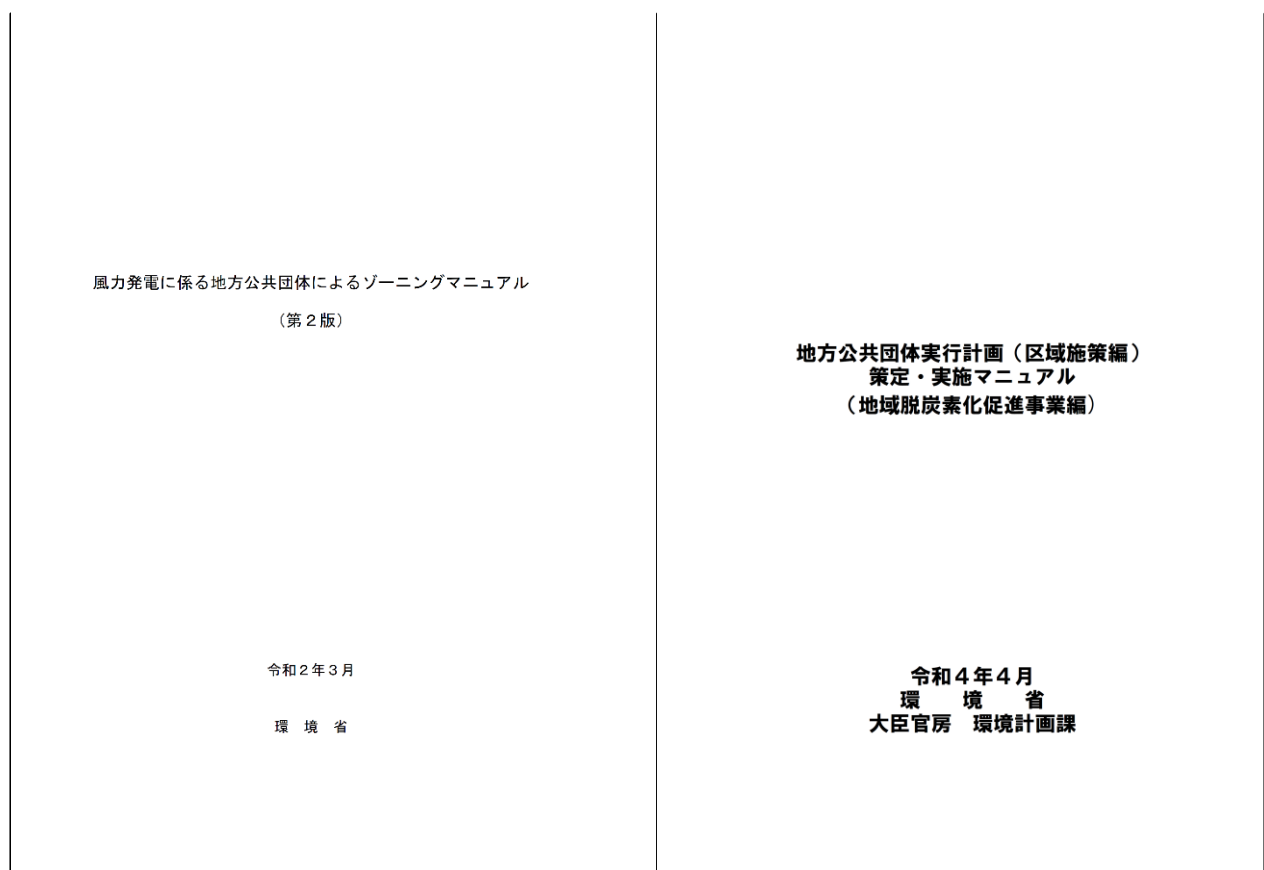 風力発電に係る地方公共団体によるゾーニングマニュアル
（第２版）
令和２年３月
環　境　省
地方公共団体実行計画（区域施策編）
策定・実施マニュアル
（地域脱炭素化促進事業編）
令和４年４月
環　　境　　省
大臣官房　環境計画課